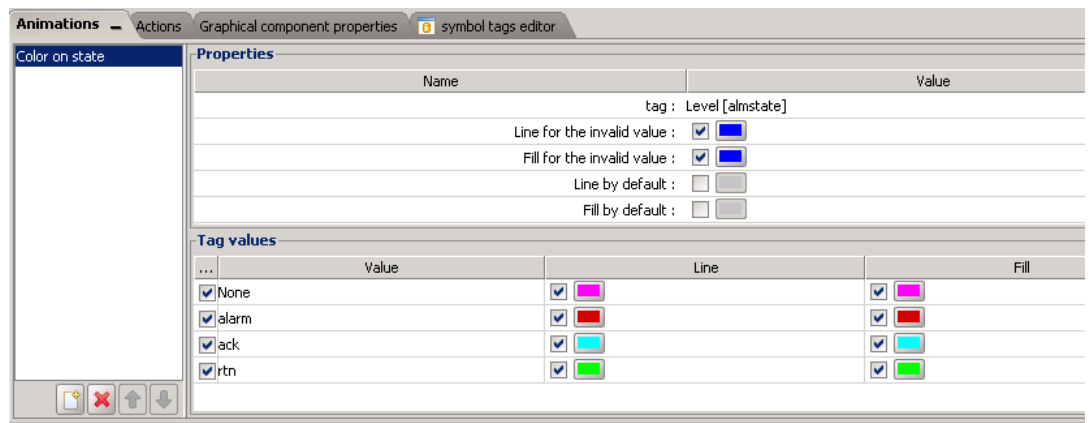 Animations Actions Graphical component properties symbol tags editor
Color on state
Properties
Name Value
tag : Level [almstate]
Line for the invalid value :
Fill for the invalid value :
Line by default :
Fill by default :
Tag values
... Value Line Fill
None
alarm
ack
rtn